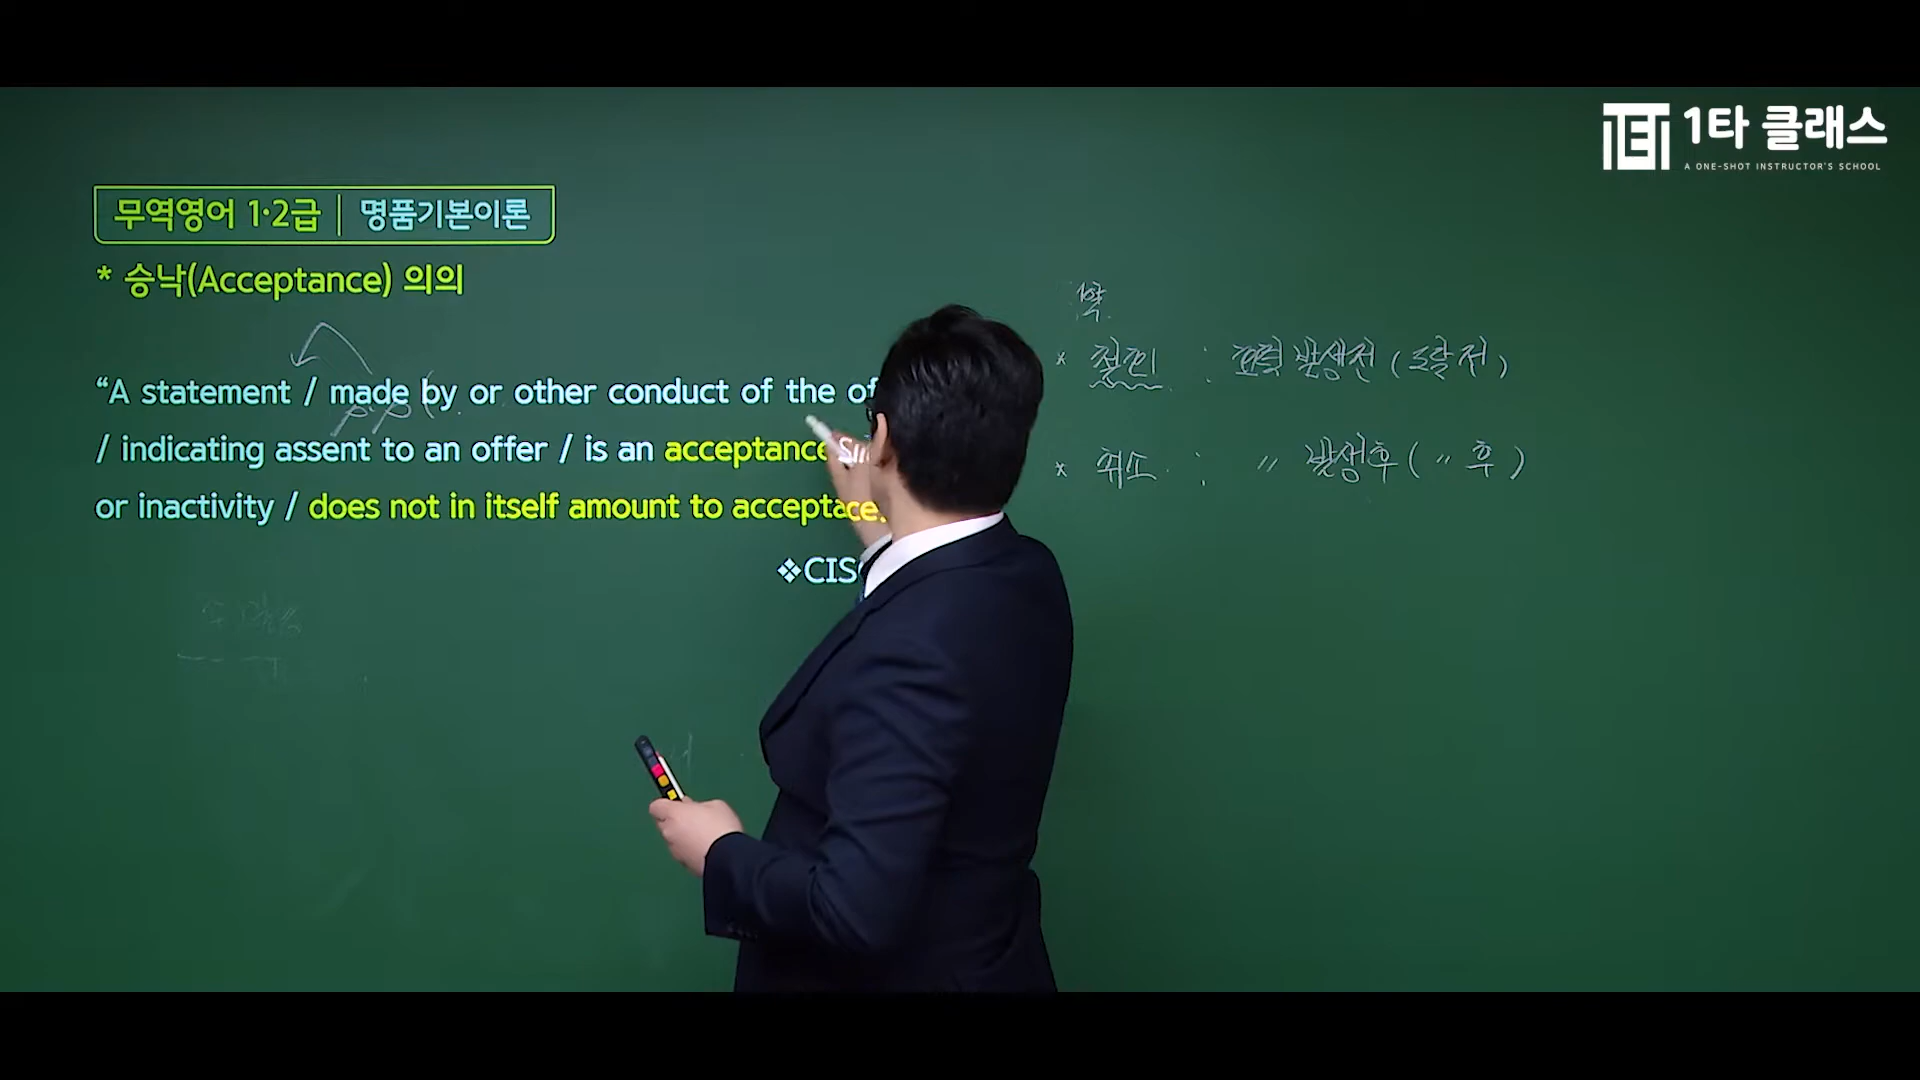 1타 클래스
A ONE-SHOT INSTRUCTOR'S SCHOOL
무역영어 1·2급 | 명품기본이론
* 승낙(Acceptance) 의의
“A statement / made by or other conduct of the of
/ indicating assent to an offer / is an acceptance
or inactivity / does not in itself amount to acceptace.
❖CIS
p.p
* 철회 : 효력 발생전 (도달 전)
* 취소 : 〃 발생후 (〃 후)